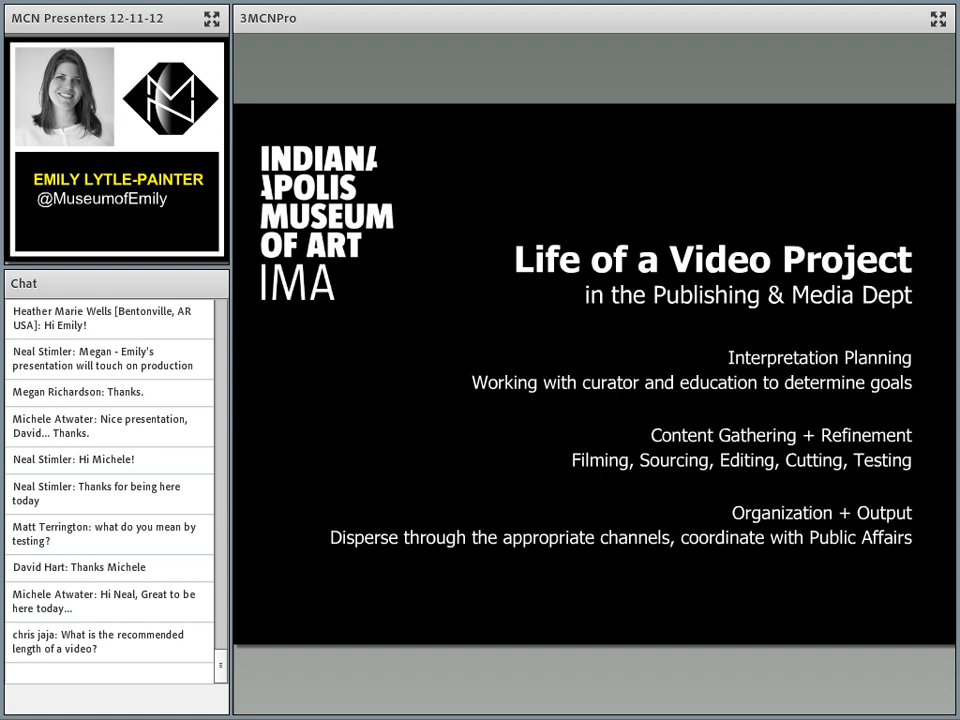 MCN Presenters 12-11-12
EMILY LYTLE-PAINTER
@MuseumofEmily
Chat
Heather Marie Wells [Bentonville, AR
USA]: Hi Emily!
Neal Stimler: Megan - Emily's
presentation will touch on production
Megan Richardson: Thanks.
Michele Atwater: Nice presentation,
David... Thanks.
Neal Stimler: Hi Michele!
Neal Stimler: Thanks for being here
today
Matt Terrington: what do you mean by
testing?
David Hart: Thanks Michele
Michele Atwater: Hi Neal, Great to be
here today...
chris jaja: What is the recommended
length of a video?
3MCNPro
INDIANA
APOLIS
MUSEUM
OF ART
IMA
Life of a Video Project
in the Publishing & Media Dept
Interpretation Planning
Working with curator and education to determine goals
Content Gathering + Refinement
Filming, Sourcing, Editing, Cutting, Testing
Organization + Output
Disperse through the appropriate channels, coordinate with Public Affairs